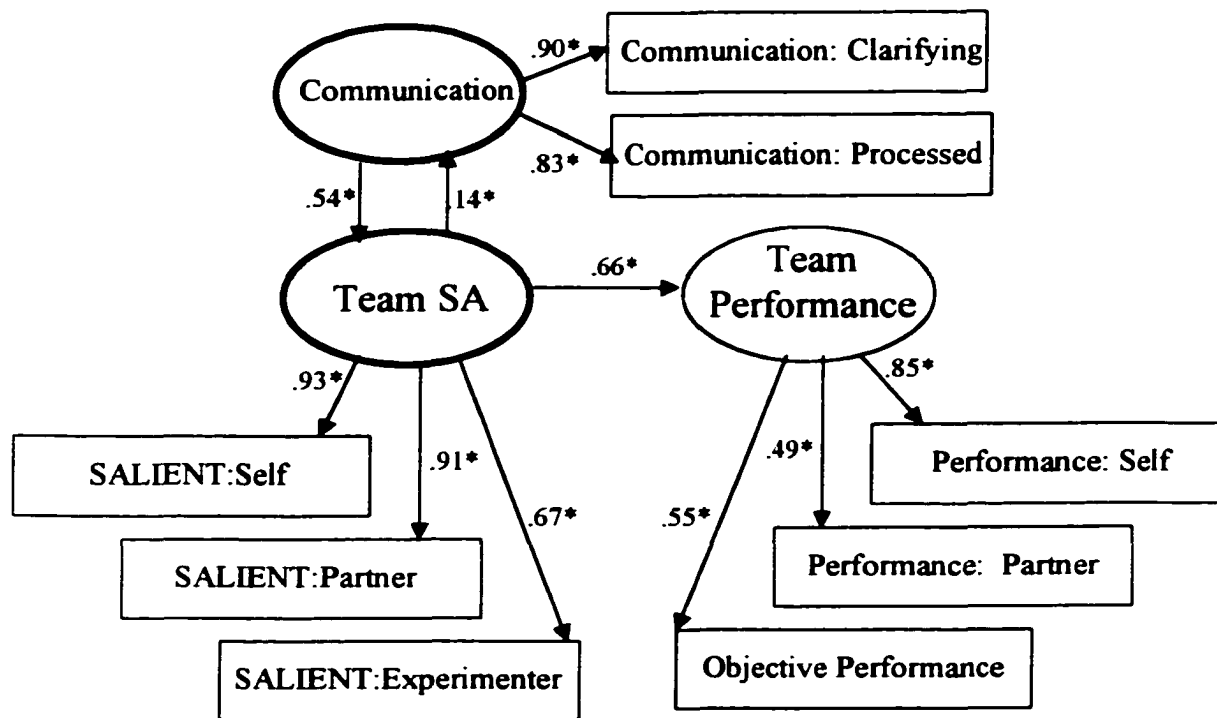 .90*
Communication: Clarifying
Communication
.83*
Communication: Processed
.54*
.14*
Team SA
.66*
Team
Performance
.93*
.91*
.67*
.55*
.49*
.85*
SALIENT:Self
Performance: Self
SALIENT:Partner
Performance: Partner
SALIENT:Experimenter
Objective Performance